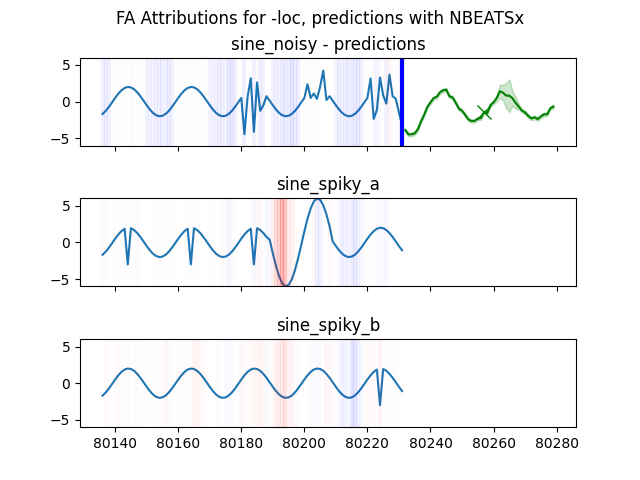 FA Attributions for -loc, predictions with NBEATSx
sine_noisy - predictions
5
0
−5
sine_spiky_a
5
0
−5
sine_spiky_b
5
0
−5
80140 80160 80180 80200 80220 80240 80260 80280